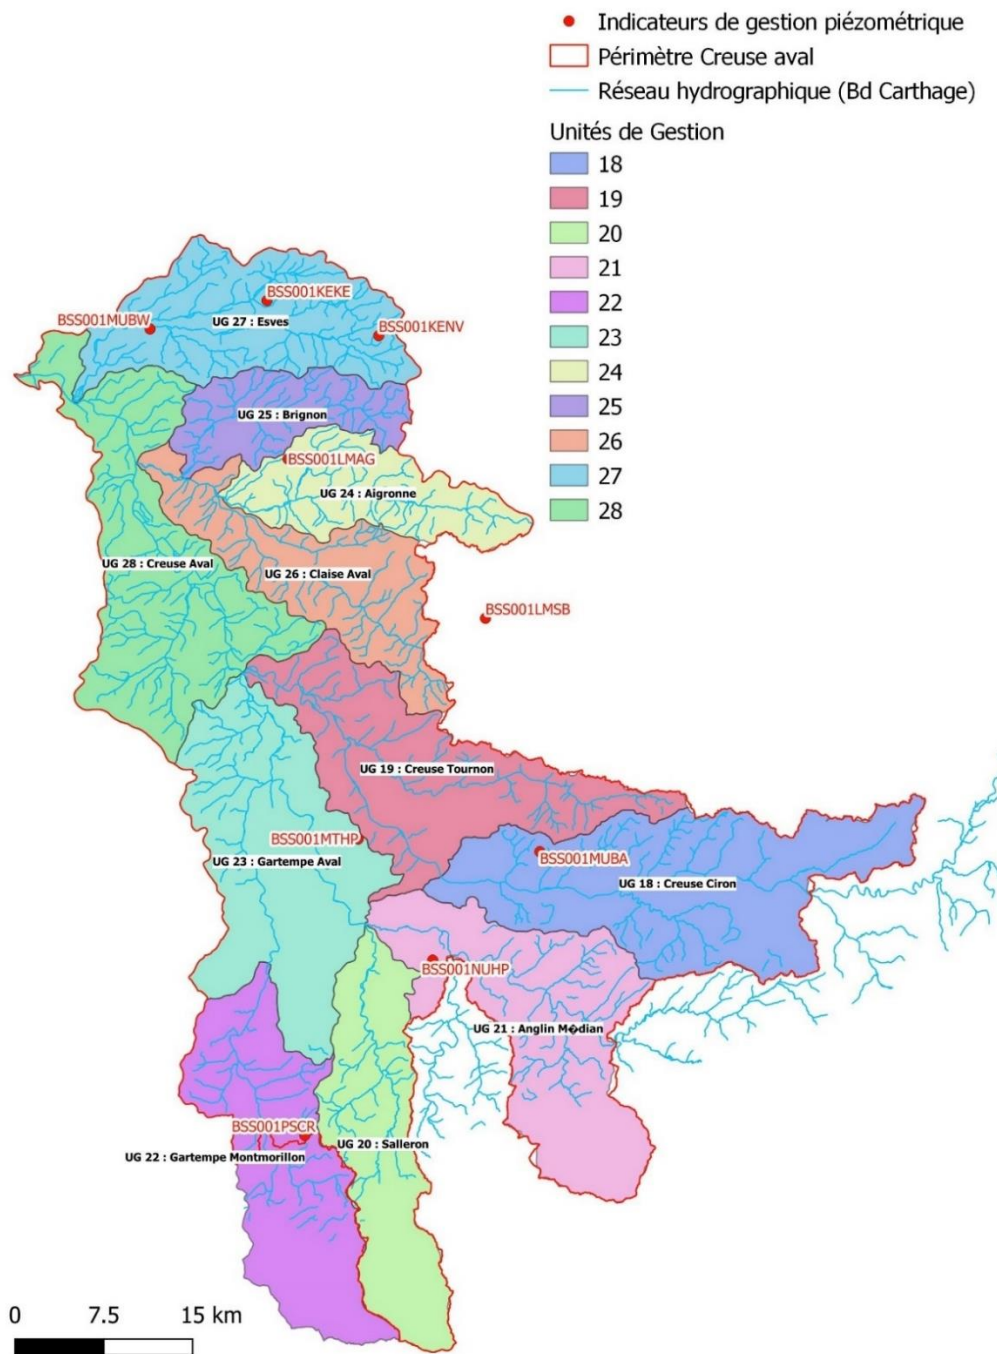 Indicateurs de gestion piézométrique
Périmètre Creuse aval
Réseau hydrographique (Bd Carthage)
Unités de Gestion
18
19
20
21
22
23
24
25
26
27
28
BSS001KEKE
BSS001MUBW
UG 27 : Esves
BSS001KENV
UG 25 : Brignon
BSS001LMAG
UG 24 : Aigronne
UG 28 : Creuse Aval
UG 26 : Claise Aval
BSS001LMSB
UG 19 : Creuse Tournon
BSS001MTHP
BSS001MUBA
UG 23 : Gartempe Aval
UG 18 : Creuse Ciron
BSS001NUHP
UG 21 : Anglin M�dian
BSS001PSCR
UG 20 : Salleron
UG 22 : Gartempe Montmorillon
0 7.5 15 km